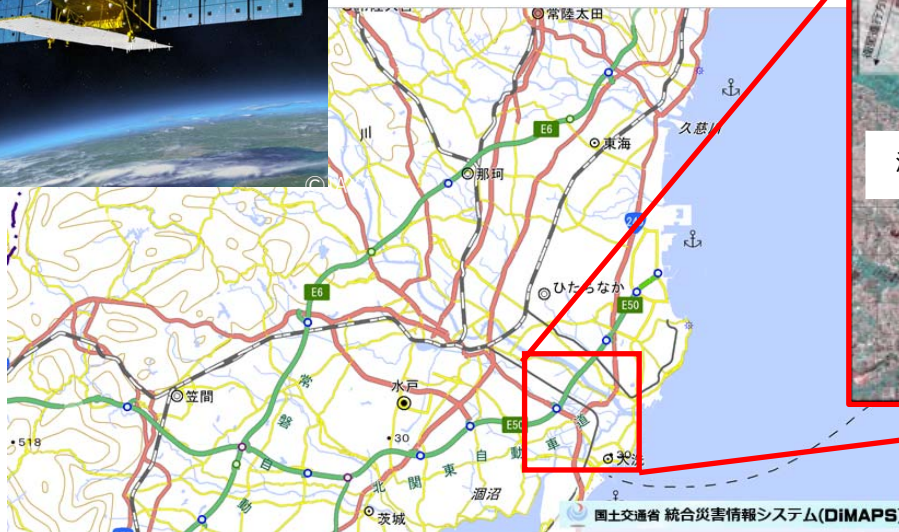 常陸太田
E6
東海
久慈川
川
那珂
ひたちなか
E50
E6
水戸
笠間
常磐自動
E50
北関東自動車道
518
30
大洗
涸沼
茨城
国土交通省 統合災害情報システム(DiMAPS)